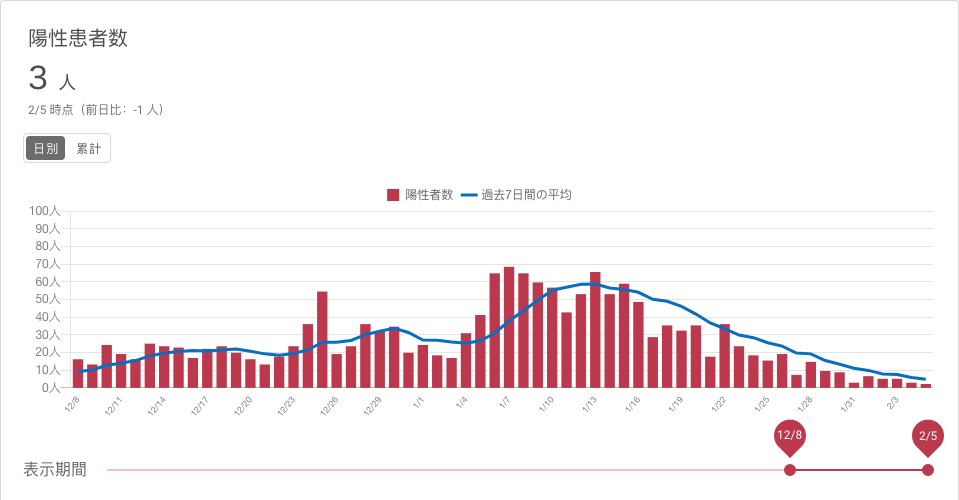 陽性患者数
3 人
2/5 時点（前日比：-1 人）
日別 累計
陽性者数 過去7日間の平均
100人
90人
80人
70人
60人
50人
40人
30人
20人
10人
0人
12/8 12/11 12/14 12/17 12/20 12/23 12/26 12/29 1/1 1/4 1/7 1/10 1/13 1/16 1/19 1/22 1/25 1/28 1/31 2/3
12/8 2/5
表示期間